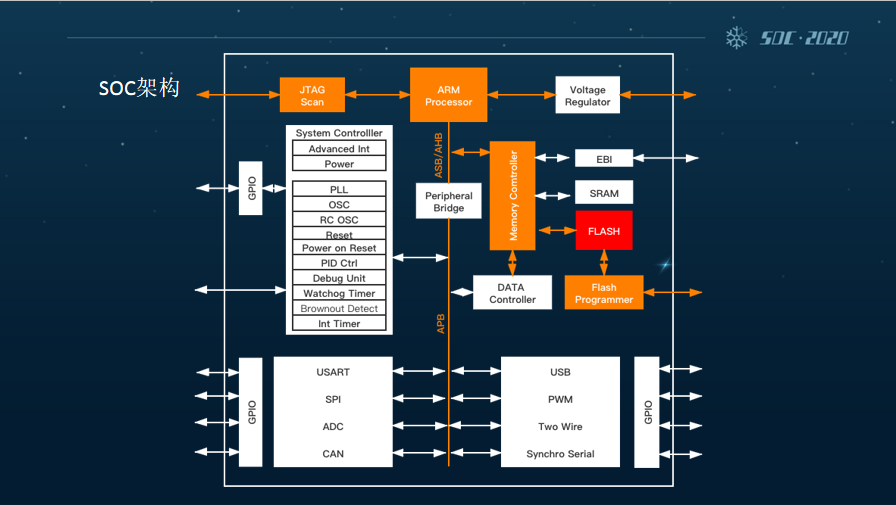 SOC·2020
SOC架构
JTAG
Scan
ARM
Processor
Voltage
Regulator
System Controlller
Advanced Int
Power
PLL
OSC
RC OSC
Reset
Power on Reset
PID Ctrl
Debug Unit
Watchog Timer
Brownout Detect
Int Timer
GPIO
ASB/AHB
Peripheral
Bridge
Memory Comtroller
EBI
SRAM
FLASH
DATA
Controller
Flash
Programmer
APB
GPIO
USART
SPI
ADC
CAN
USB
PWM
Two Wire
Synchro Serial
GPIO